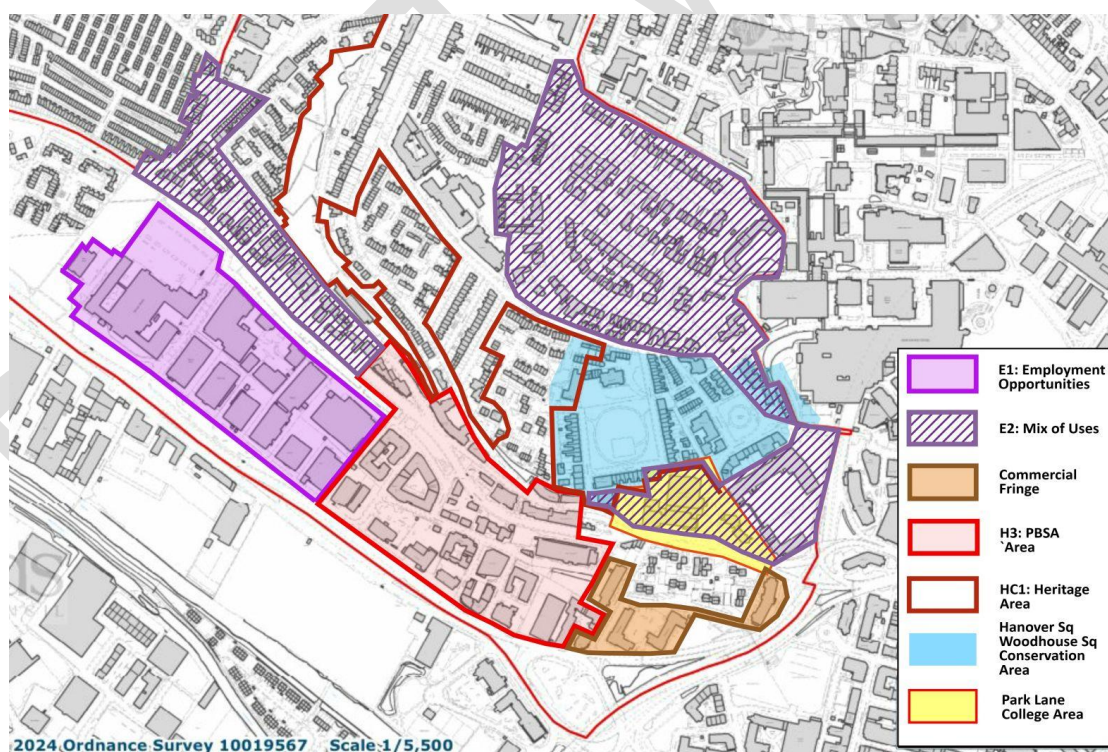 E1: Employment
Opportunities
E2: Mix of Uses
Commercial
Fringe
H3: PBSA
`Area
HC1: Heritage
Area
Hanover Sq
Woodhouse Sq
Conservation
Area
Park Lane
College Area
2024 Ordnance Survey 10019567 Scale 1/5,500